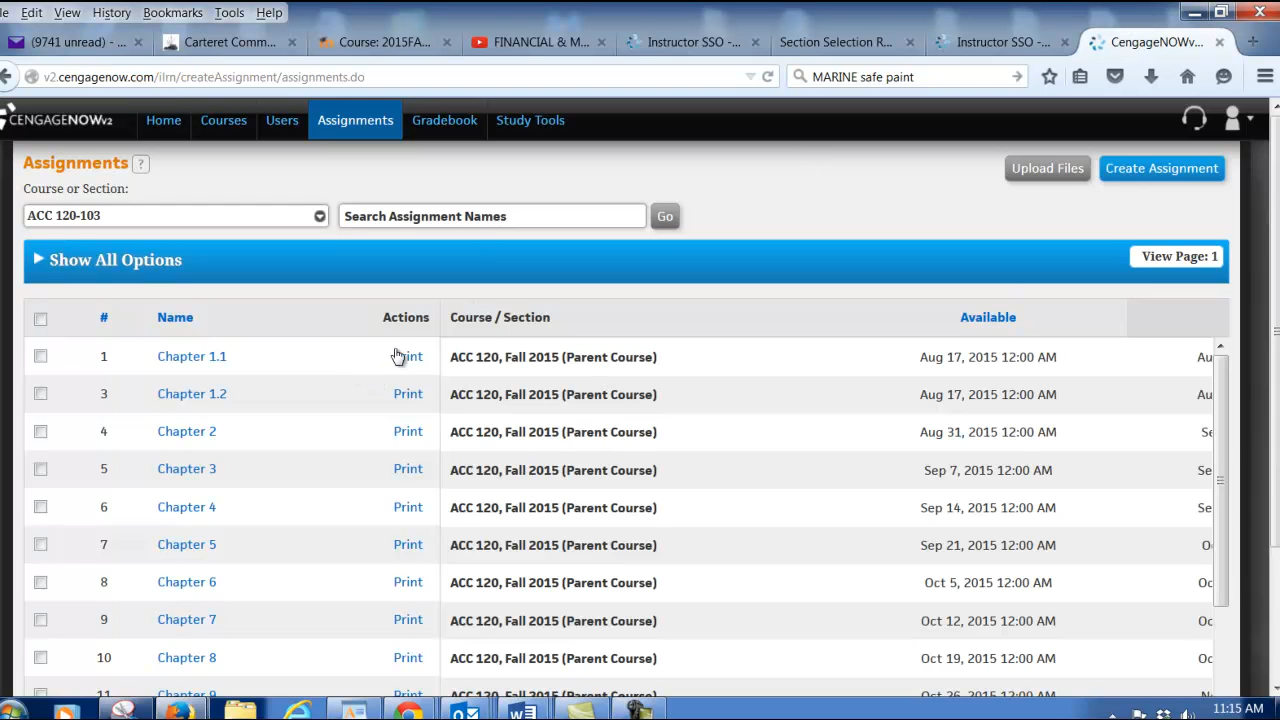 le Edit View History Bookmarks Tools Help
(9741 unread) - ... Carteret Comm... Course: 2015FA... FINANCIAL & M... Instructor SSO -... Section Selection R... Instructor SSO -... CengageNOWv...
v2.cengagenow.com/ilrn/createAssignment/assignments.do MARINE safe paint
CENGAGENOWv2 Home Courses Users Assignments Gradebook Study Tools
Assignments ? Upload Files Create Assignment
Course or Section:
ACC 120-103 Search Assignment Names Go
Show All Options View Page: 1
# Name Actions Course / Section Available
1 Chapter 1.1 Print ACC 120, Fall 2015 (Parent Course) Aug 17, 2015 12:00 AM Au
3 Chapter 1.2 Print ACC 120, Fall 2015 (Parent Course) Aug 17, 2015 12:00 AM Au
4 Chapter 2 Print ACC 120, Fall 2015 (Parent Course) Aug 31, 2015 12:00 AM Se
5 Chapter 3 Print ACC 120, Fall 2015 (Parent Course) Sep 7, 2015 12:00 AM Se
6 Chapter 4 Print ACC 120, Fall 2015 (Parent Course) Sep 14, 2015 12:00 AM Se
7 Chapter 5 Print ACC 120, Fall 2015 (Parent Course) Sep 21, 2015 12:00 AM O
8 Chapter 6 Print ACC 120, Fall 2015 (Parent Course) Oct 5, 2015 12:00 AM Oc
9 Chapter 7 Print ACC 120, Fall 2015 (Parent Course) Oct 12, 2015 12:00 AM Oc
10 Chapter 8 Print ACC 120, Fall 2015 (Parent Course) Oct 19, 2015 12:00 AM Oc
11 Chapter 9 Print ACC 120, Fall 2015 (Parent Course) Oct 26, 2015 12:00 AM N
11:15 AM